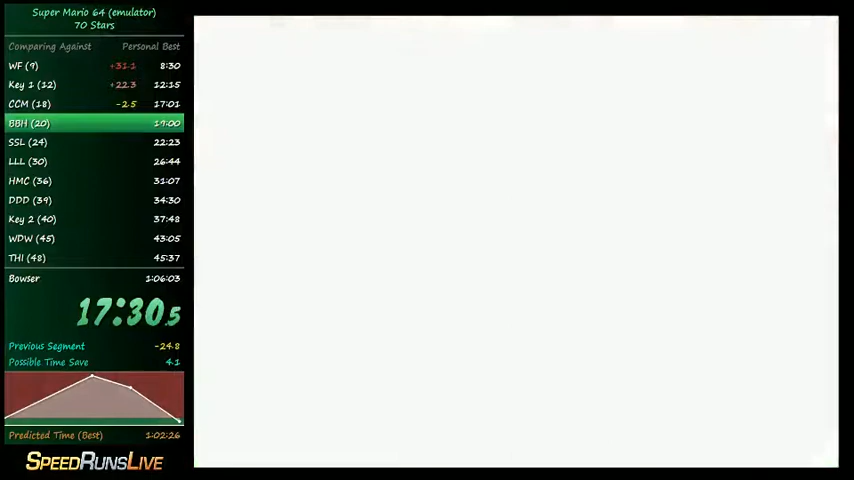 Super Mario 64 (emulator)
70 Stars
Comparing Against Personal Best
WF (9) +31.1 8:30
Key 1 (12) +22.3 12:15
CCM (18) -2.5 17:01
BBH (20) 19:00
SSL (24) 22:23
LLL (30) 26:44
HMC (36) 31:07
DDD (39) 34:30
Key 2 (40) 37:48
WDW (45) 43:05
THI (48) 45:37
Bowser 1:06:03
17:30.5
Previous Segment -24.8
Possible Time Save 4.1
Predicted Time (Best) 1:02:26
SPEEDRUNSLIVE